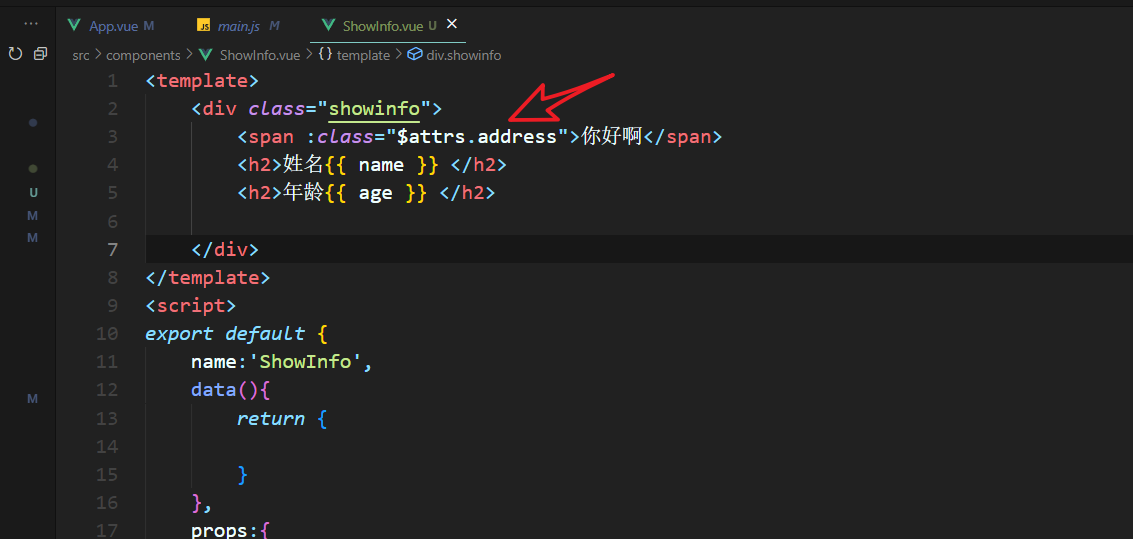 ··· App.vue M JS main.js M ShowInfo.vue U ×
src > components > ShowInfo.vue > {} template > div.showinfo
1 <template>
2 <div class="showinfo">
3 <span :class="$attrs.address">你好啊</span>
4 <h2>姓名{{ name }} </h2>
5 <h2>年龄{{ age }} </h2>
6
U
M
M
7 </div>
8 </template>
9 <script>
10 export default {
11 name:'ShowInfo',
12 data(){
M
13 return {
14
15 }
16 },
17 props:{